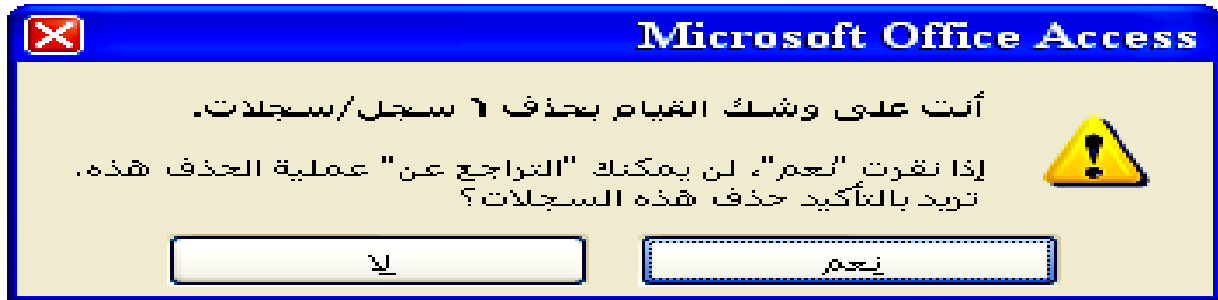 Microsoft Office Access
أنت على وشك القيام بحذف ٦ سجل/سجلات.
إذا نقرت "نعم"، لن يمكنك "التراجع عن" عملية الحذف هذه.
تريد بالتأكيد حذف هذه السجلات؟
نعم لا